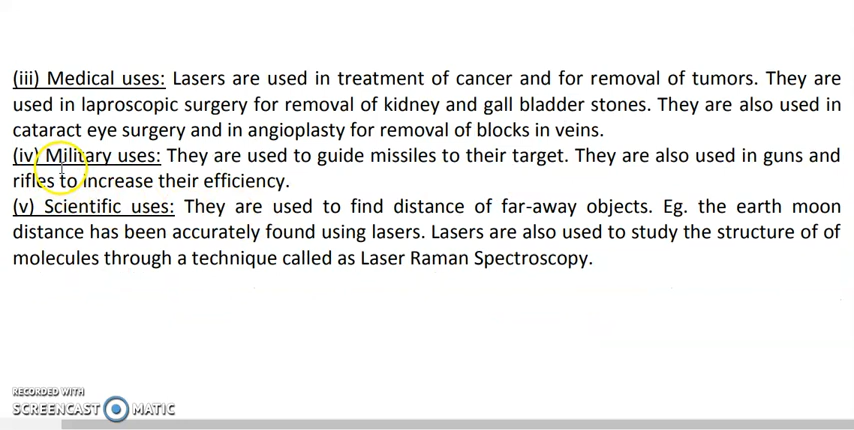 (iii) Medical uses: Lasers are used in treatment of cancer and for removal of tumors. They are
used in laproscopic surgery for removal of kidney and gall bladder stones. They are also used in
cataract eye surgery and in angioplasty for removal of blocks in veins.
(iv) Military uses: They are used to guide missiles to their target. They are also used in guns and
rifles to increase their efficiency.
(v) Scientific uses: They are used to find distance of far-away objects. Eg. the earth moon
distance has been accurately found using lasers. Lasers are also used to study the structure of of
molecules through a technique called as Laser Raman Spectroscopy.
RECORDED WITH
SCREENCAST MATIC